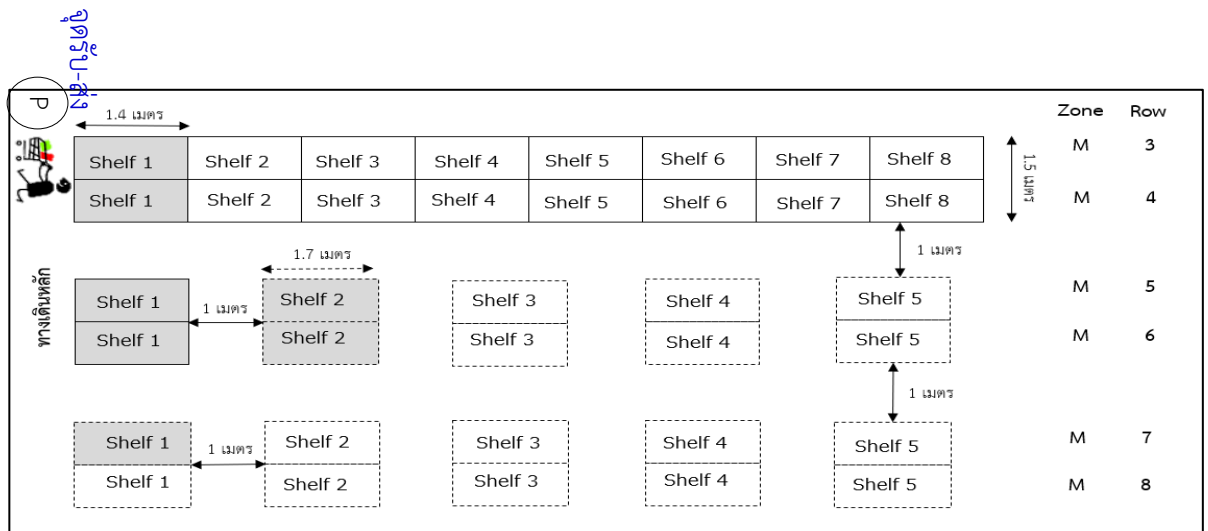 จุดรับ-ส่ง
P
1.4 เมตร
Zone Row
Shelf 1 Shelf 2 Shelf 3 Shelf 4 Shelf 5 Shelf 6 Shelf 7 Shelf 8 M 3
1.5 เมตร
Shelf 1 Shelf 2 Shelf 3 Shelf 4 Shelf 5 Shelf 6 Shelf 7 Shelf 8 M 4
1 เมตร
1.7 เมตร
ทางเดินหลัก
Shelf 1 Shelf 2 Shelf 3 Shelf 4 Shelf 5 M 5
1 เมตร
Shelf 1 Shelf 2 Shelf 3 Shelf 4 Shelf 5 M 6
1 เมตร
Shelf 1 Shelf 2 Shelf 3 Shelf 4 Shelf 5 M 7
1 เมตร
Shelf 1 Shelf 2 Shelf 3 Shelf 4 Shelf 5 M 8